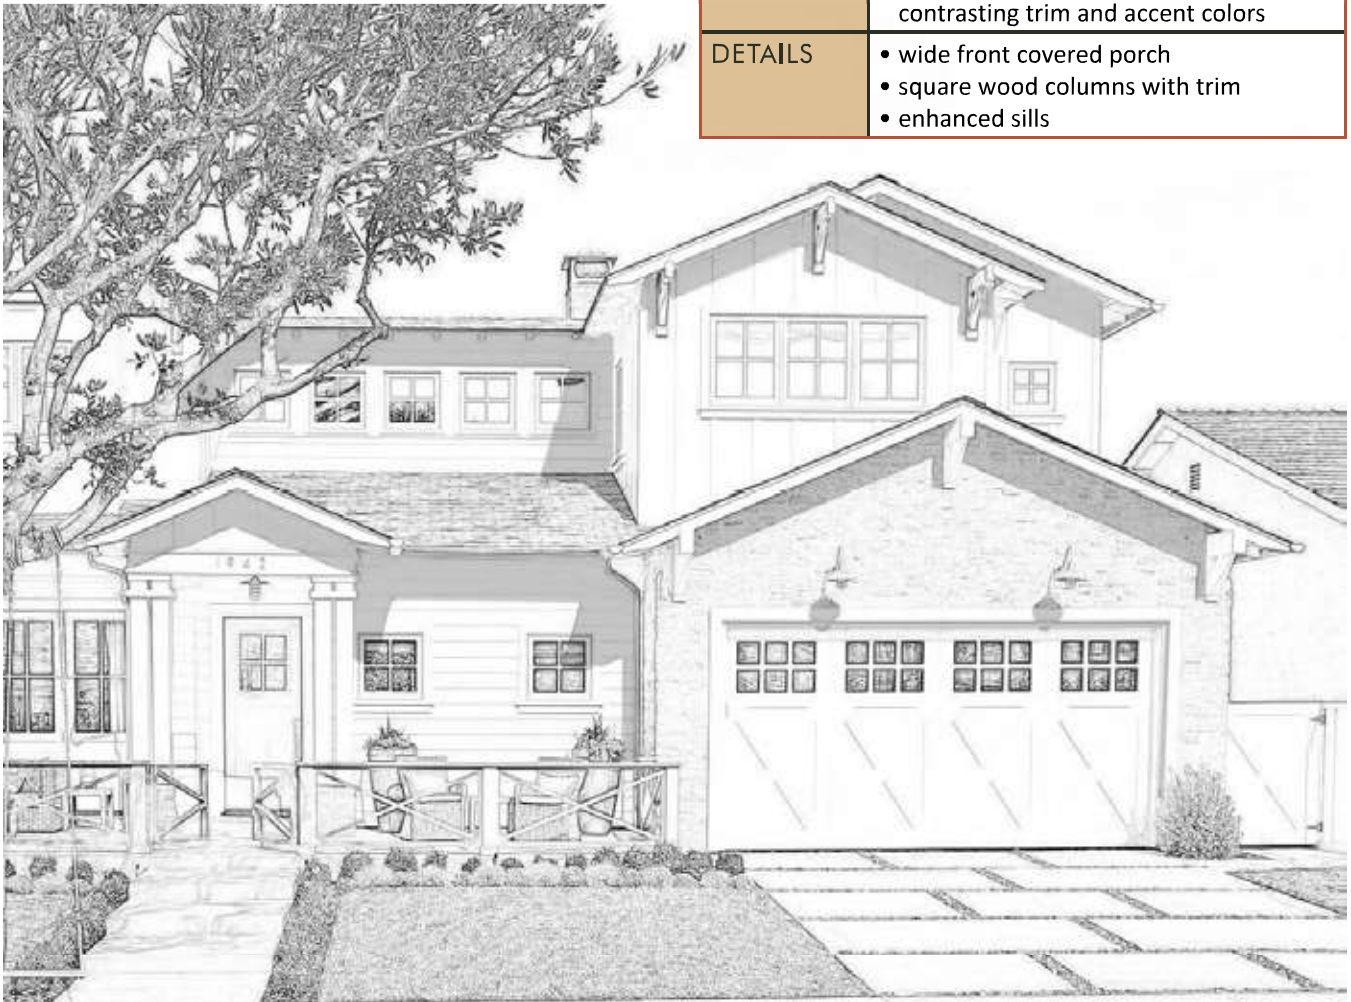 contrasting trim and accent colors
DETAILS
• wide front covered porch
• square wood columns with trim
• enhanced sills